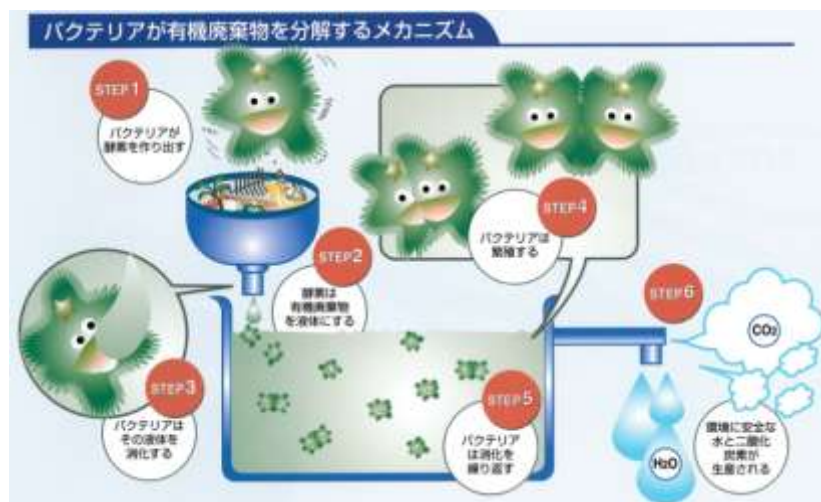 バクテリアが有機廃棄物を分解するメカニズム
STEP1
バクテリアが
酵素を作り出す
STEP2
酵素は
有機廃棄物
を液体にする
STEP3
バクテリアは
その液体を
消化する
STEP4
バクテリアは
繁殖する
STEP5
バクテリア
は消化を
繰り返す
STEP6
CO₂
H₂O
環境に安全な
水と二酸化
炭素が
生産される